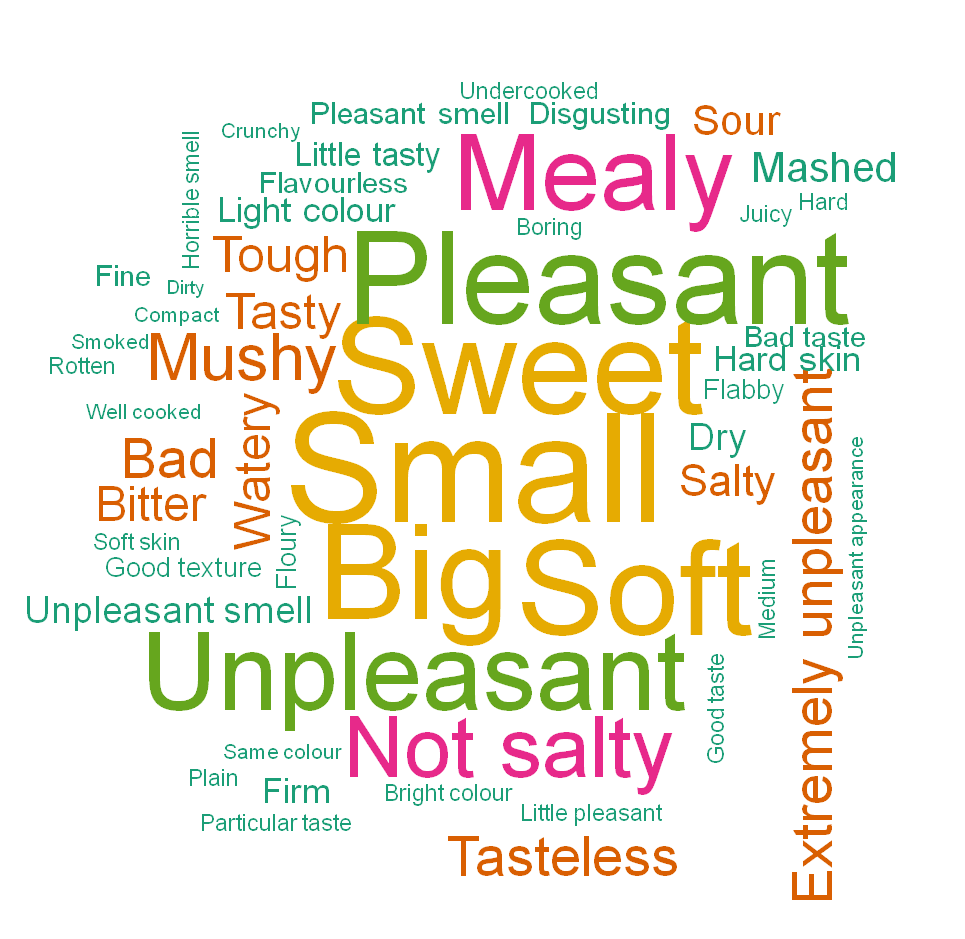 Undercooked
Pleasant smell
Disgusting
Sour
Crunchy
Little tasty
Mealy
Mashed
Horrible smell
Flavourless
Light colour
Boring
Juicy
Hard
Tough
Pleasant
Fine
Dirty
Tasty
Compact
Smoked
Mushy
Sweet
Bad taste
Rotten
Hard skin
Flabby
Well cooked
Watery
Small
Dry
Bad
Salty
Extremely unpleasant
Unpleasant appearance
Bitter
Soft skin
Floury
Big
Soft
Good texture
Medium
Unpleasant smell
Unpleasant
Good taste
Not salty
Same colour
Plain
Firm
Bright colour
Particular taste
Little pleasant
Tasteless